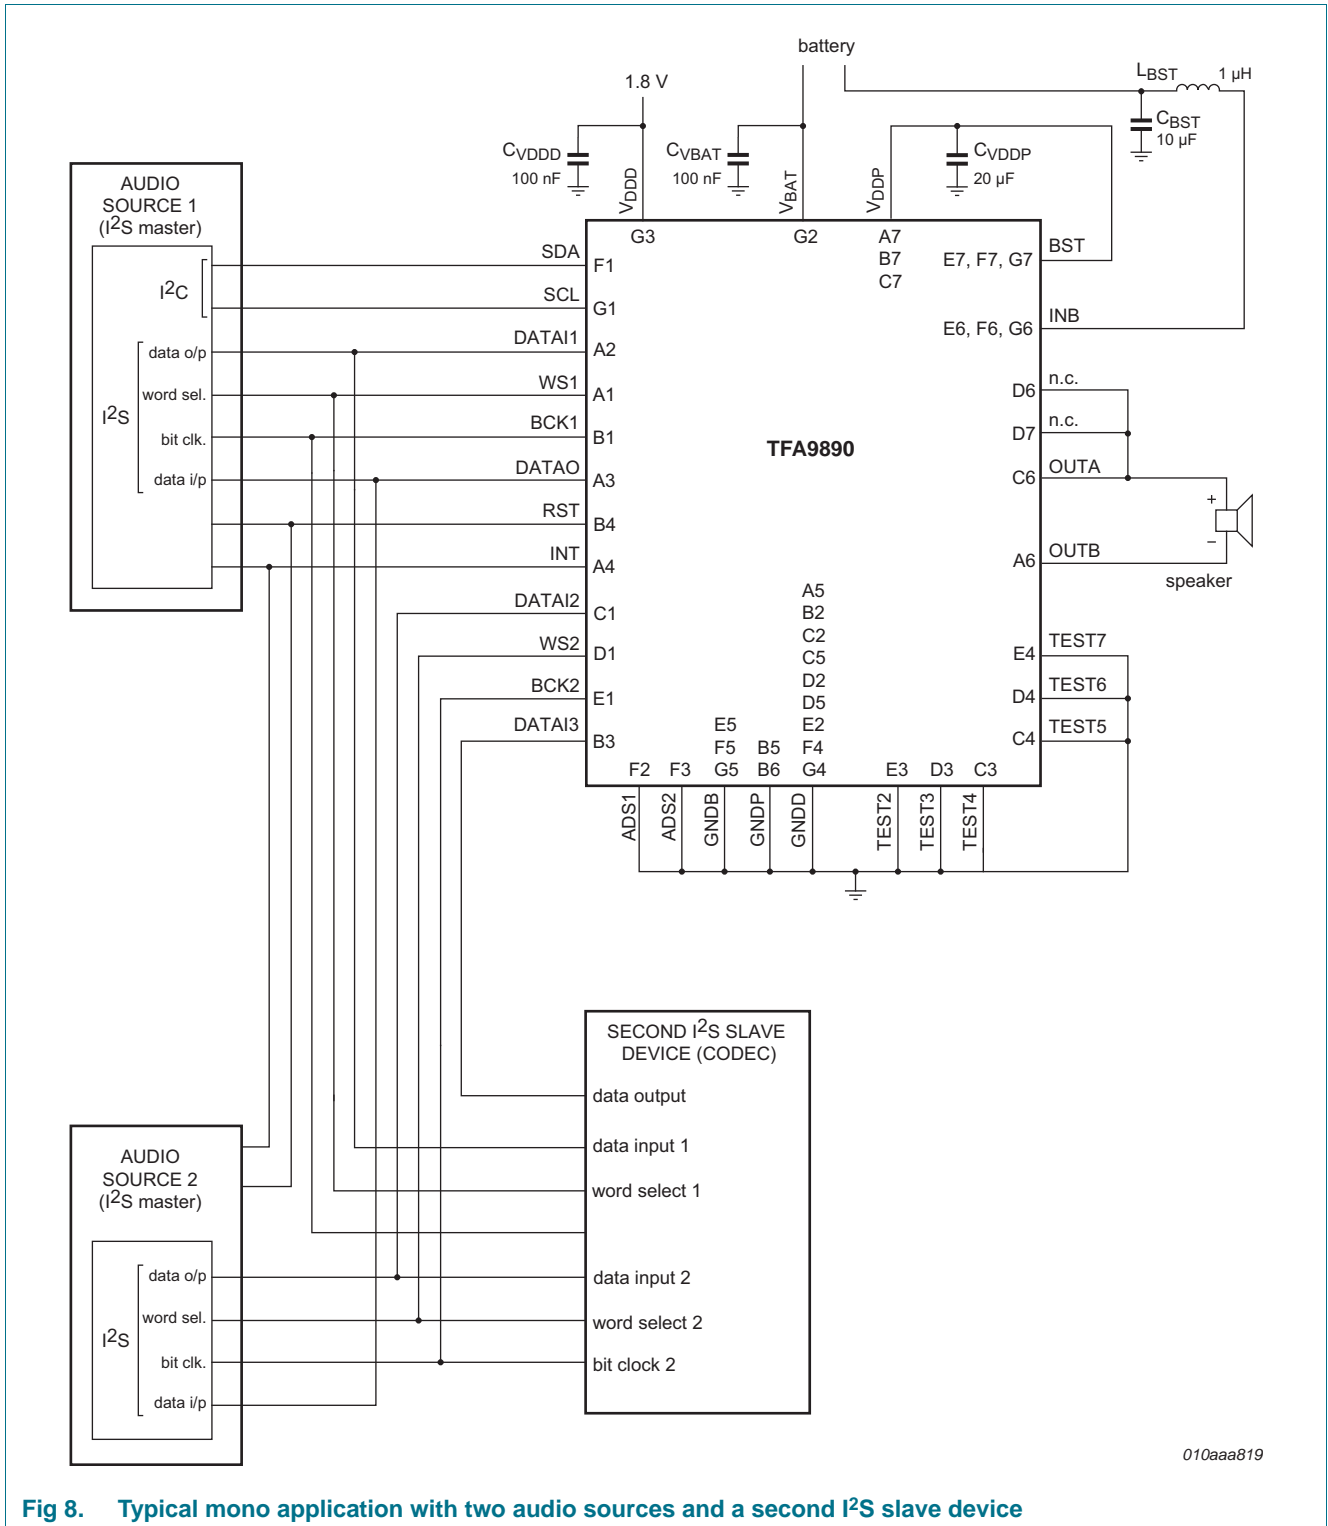 battery
1.8 V
LBST
1 µH
CBST
10 µF
CVDDD
100 nF
CVBAT
100 nF
CVDDP
20 µF
VDDD
VBAT
VDDP
AUDIO
SOURCE 1
(I2S master)
I2C
I2S
data o/p
word sel.
bit clk.
data i/p
SDA
SCL
DATAI1
WS1
BCK1
DATAO
RST
INT
DATAI2
WS2
BCK2
DATAI3
F1
G1
A2
A1
B1
A3
B4
A4
C1
D1
E1
B3
G3
G2
A7
B7
C7
TFA9890
E7, F7, G7
E6, F6, G6
D6
D7
C6
A6
E4
D4
C4
BST
INB
n.c.
n.c.
OUTA
OUTB
+
−
speaker
TEST7
TEST6
TEST5
A5
B2
C2
C5
D2
D5
E2
F4
G4
E5
F5
G5
B5
B6
F2
F3
E3
D3
C3
ADS1
ADS2
GNDB
GNDP
GNDD
TEST2
TEST3
TEST4
SECOND I2S SLAVE
DEVICE (CODEC)
data output
data input 1
word select 1
data input 2
word select 2
bit clock 2
AUDIO
SOURCE 2
(I2S master)
I2S
data o/p
word sel.
bit clk.
data i/p
010aaa819
Fig 8. Typical mono application with two audio sources and a second I2S slave device